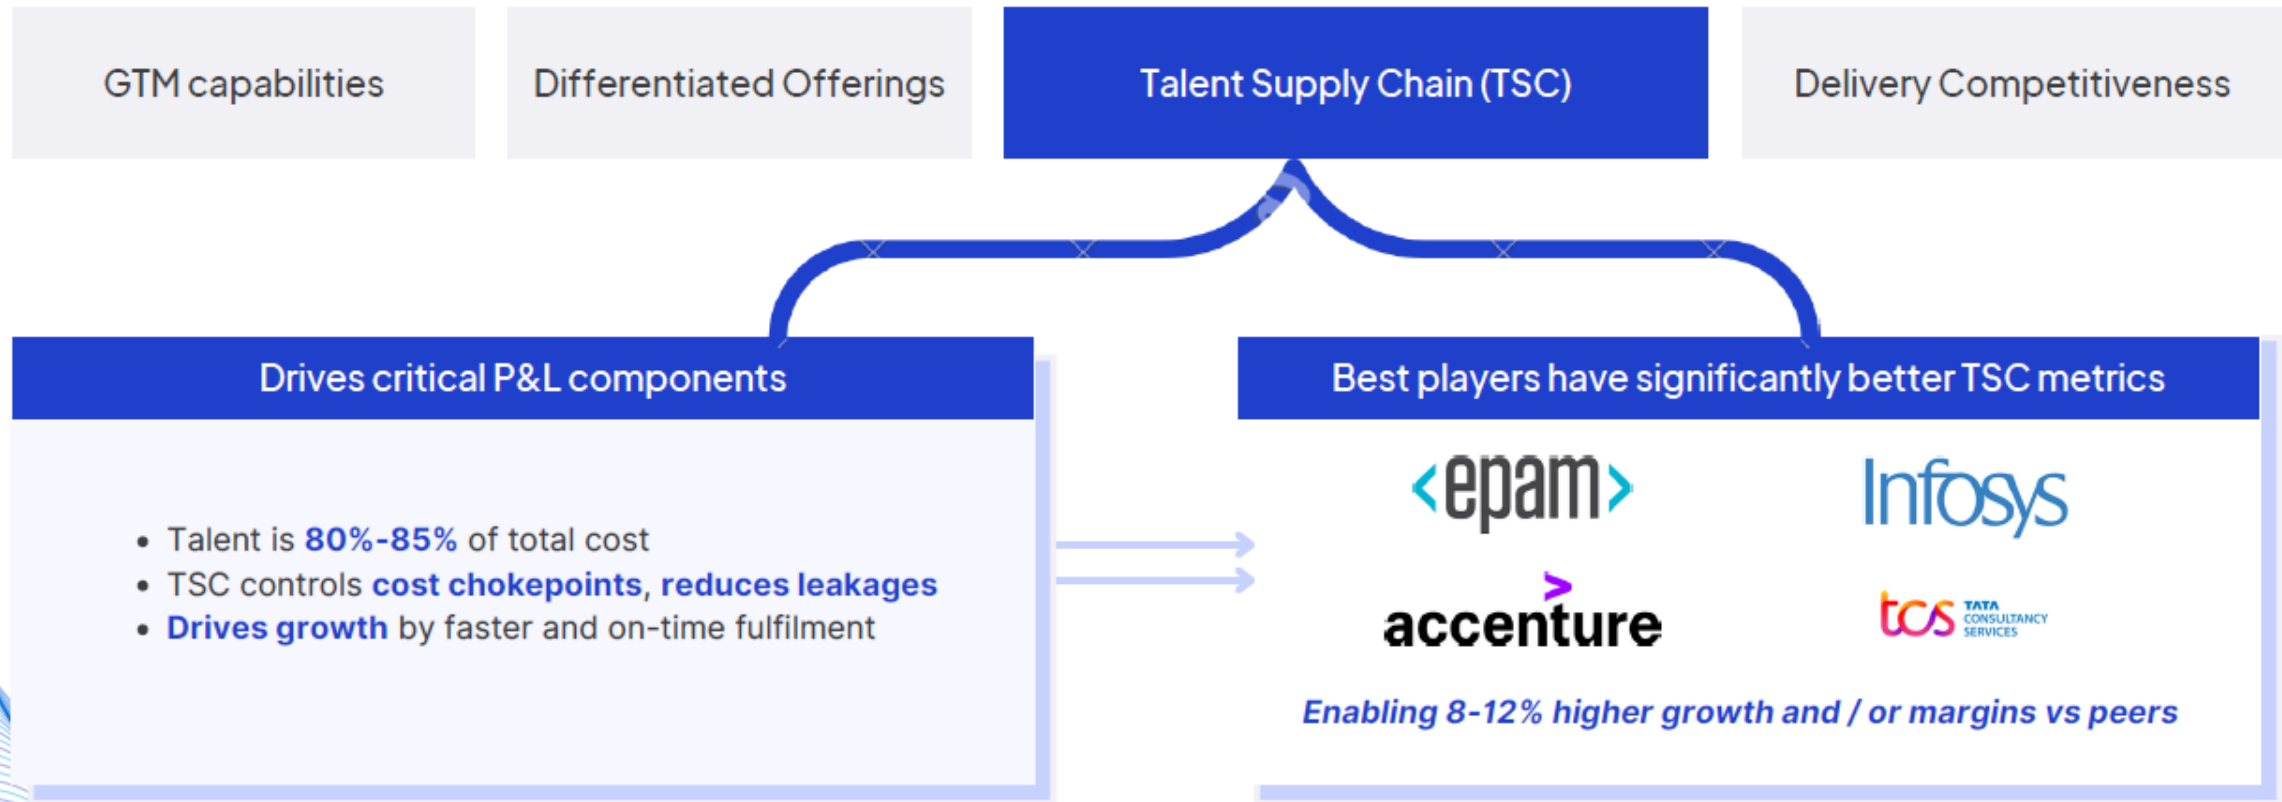 GTM capabilities
Differentiated Offerings
Talent Supply Chain (TSC)
Delivery Competitiveness
Drives critical P&L components
• Talent is 80%-85% of total cost
• TSC controls cost chokepoints, reduces leakages
• Drives growth by faster and on-time fulfilment
Best players have significantly better TSC metrics
<epam>
Infosys
>
accenture
tcs
TATA
CONSULTANCY
SERVICES
Enabling 8-12% higher growth and / or margins vs peers